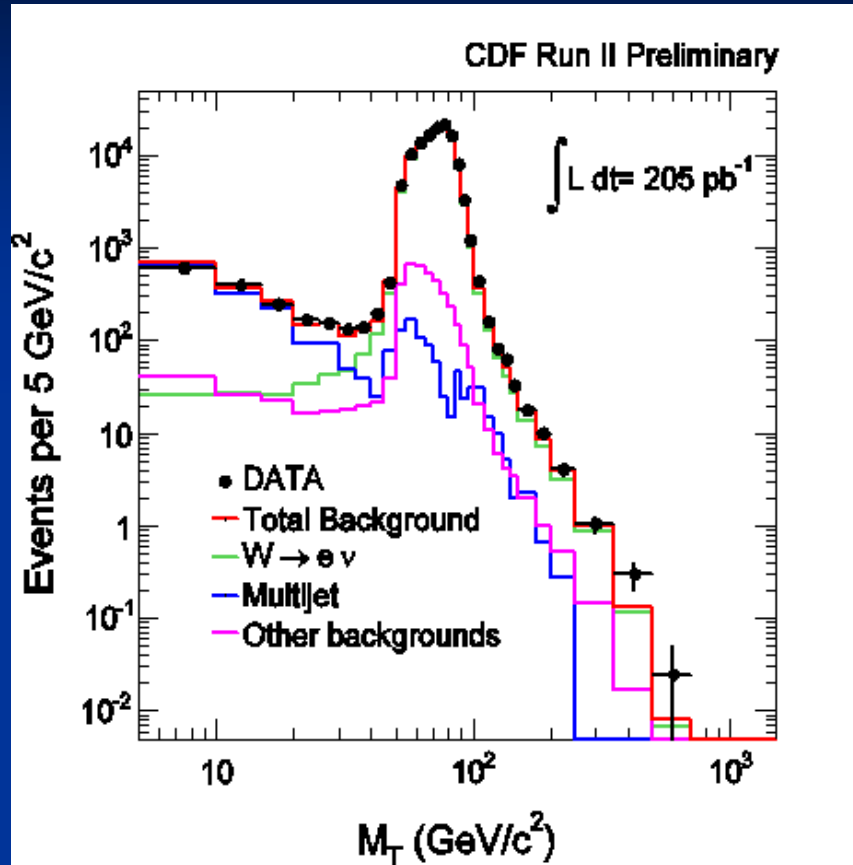 CDF Run II Preliminary
∫ L dt= 205 pb⁻¹
Events per 5 GeV/c²
10⁴
10³
10²
10
1
10⁻¹
10⁻²
DATA
Total Background
W → e ν
Multijet
Other backgrounds
10 10² 10³
M_T (GeV/c²)